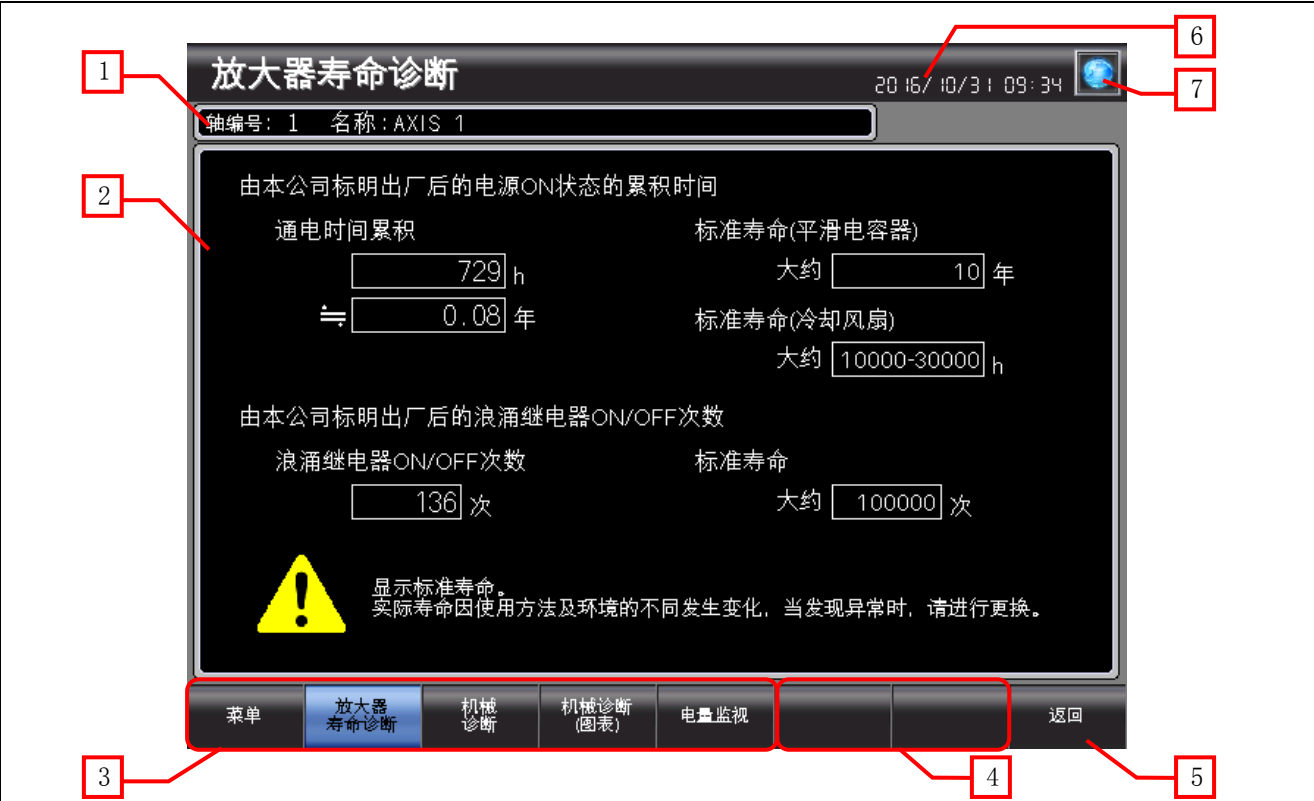 6
1
放大器寿命诊断
2016/10/31 09:34
7
轴编号: 1 名称:AXIS 1
2
由本公司标明出厂后的电源ON状态的累积时间
通电时间累积 标准寿命(平滑电容器)
729 h 大约 10 年
≒ 0.08 年 标准寿命(冷却风扇)
大约 10000-30000 h
由本公司标明出厂后的浪涌继电器ON/OFF次数
浪涌继电器ON/OFF次数 标准寿命
136 次 大约 100000 次
显示标准寿命。
实际寿命因使用方法及环境的不同发生变化, 当发现异常时, 请进行更换。
菜单
放大器
寿命诊断
机械
诊断
机械诊断
(图表)
电量监视
返回
3
4
5